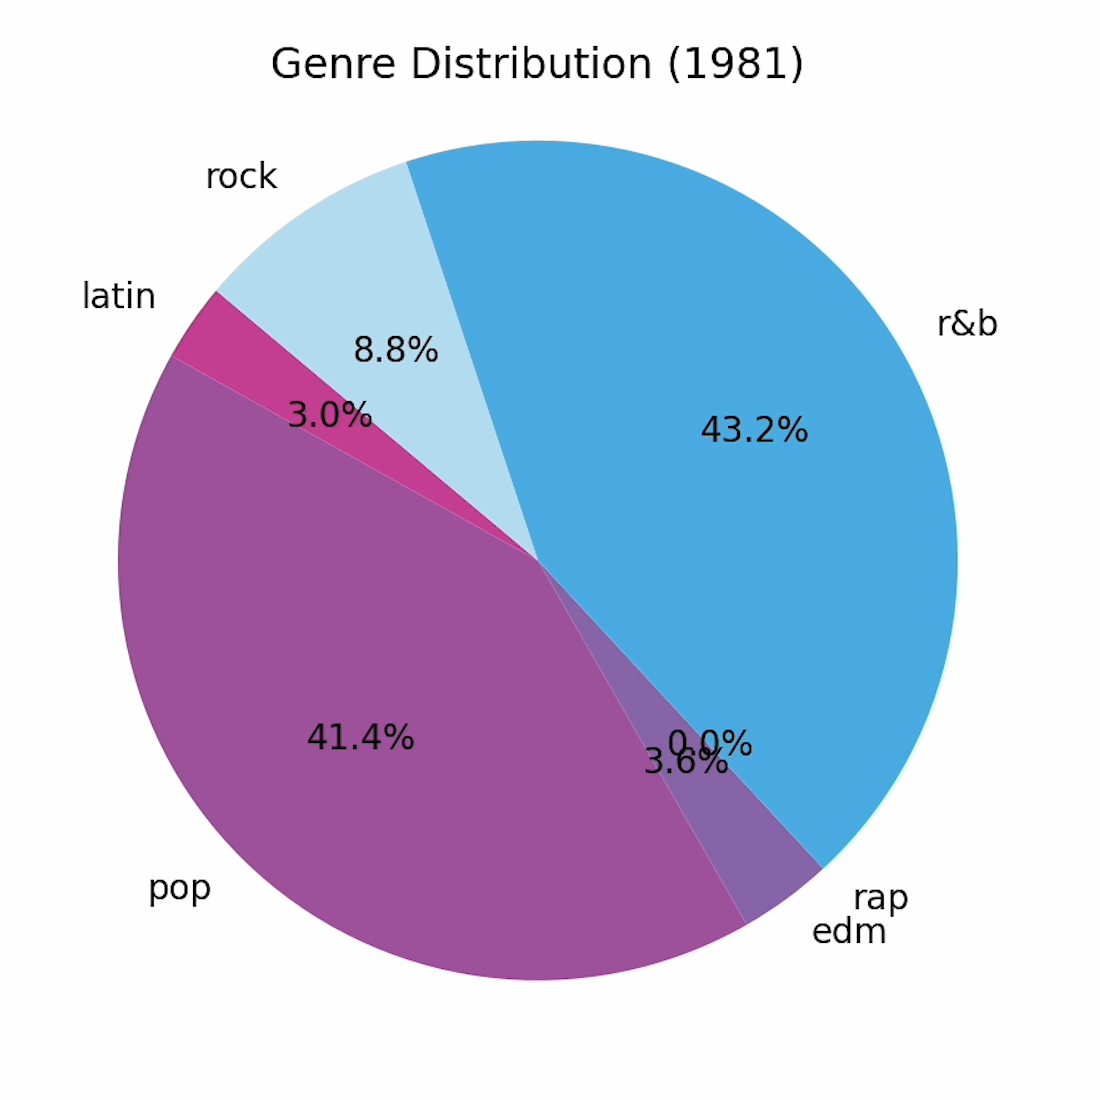 Genre Distribution (1981)
rock
latin
r&b
8.8%
3.0%
43.2%
41.4%
0.0%
3.6%
pop
rap
edm